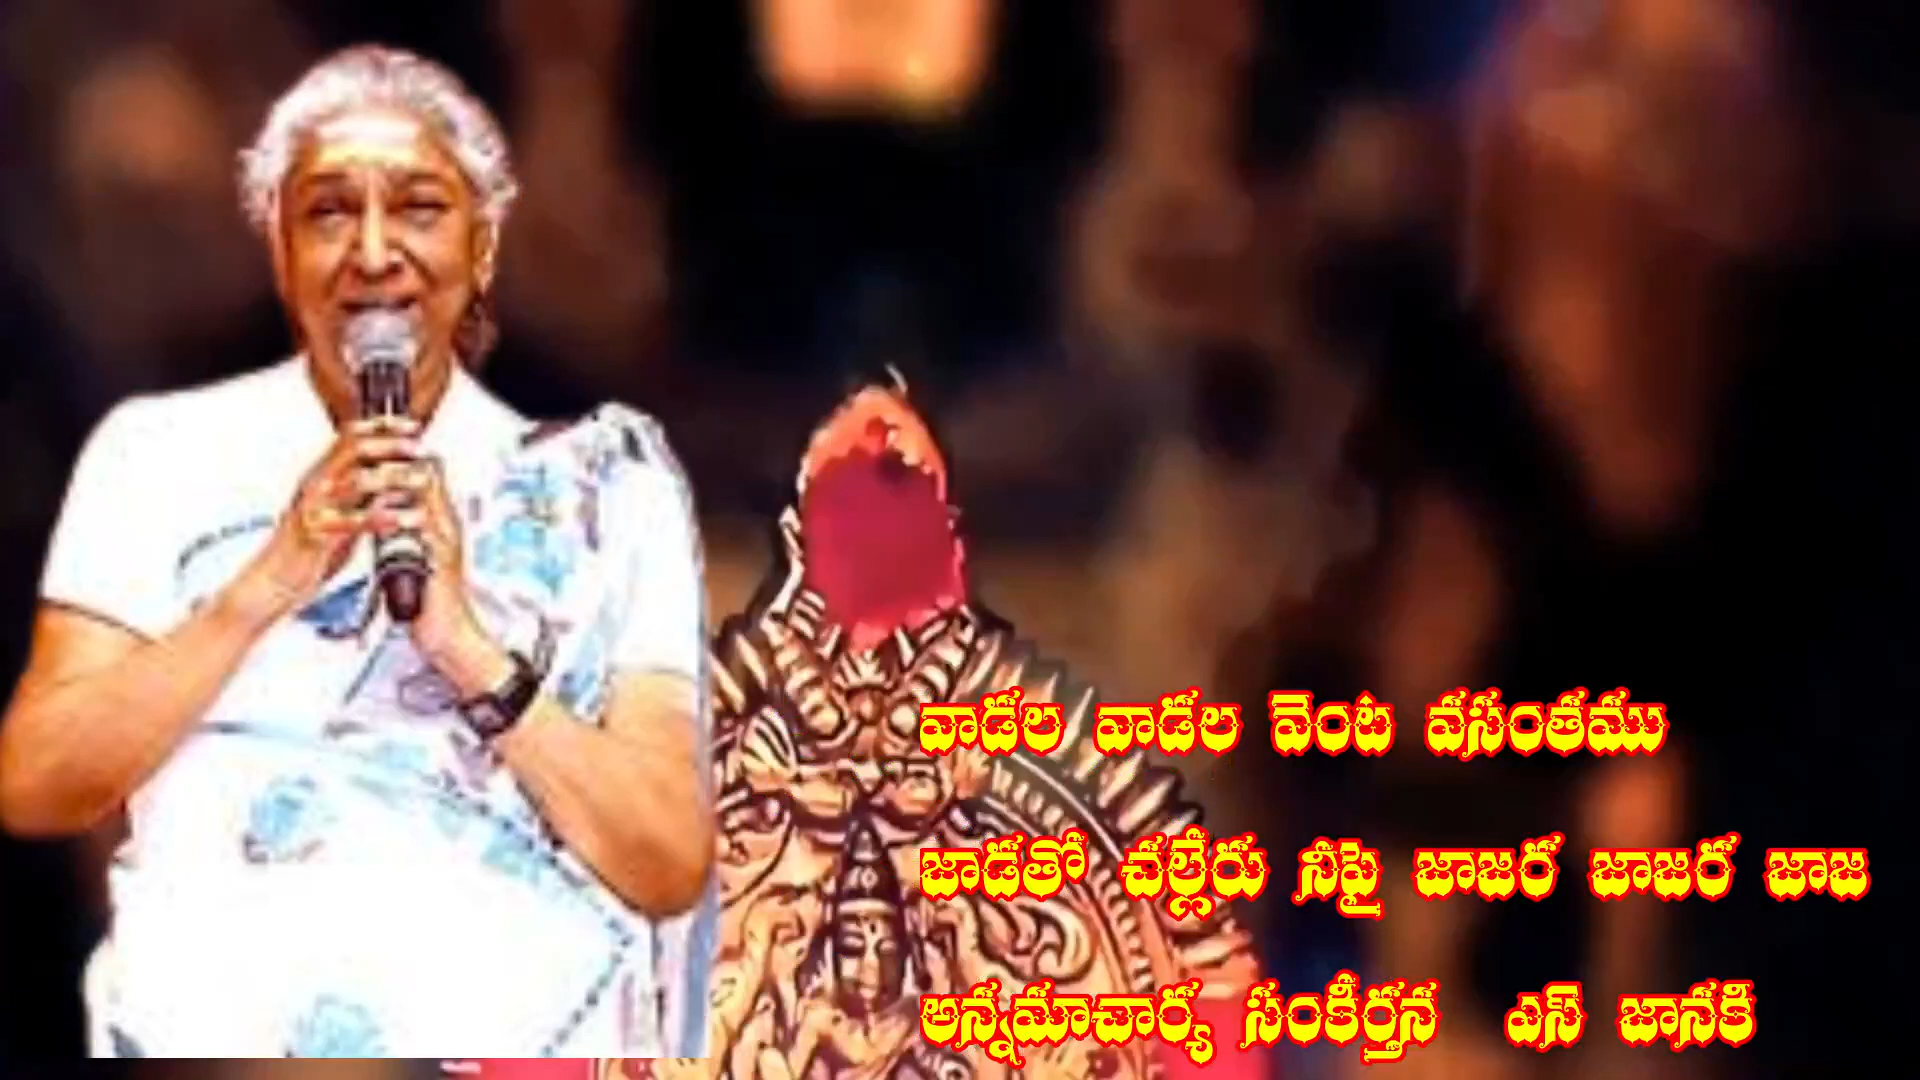 వాడల వాడల వెంట వసంతము
జాడతో చల్లేరు నీపై జాజర జాజర జాజ
అన్నమాచార్య సంకీర్తన ఎస్ జానకి